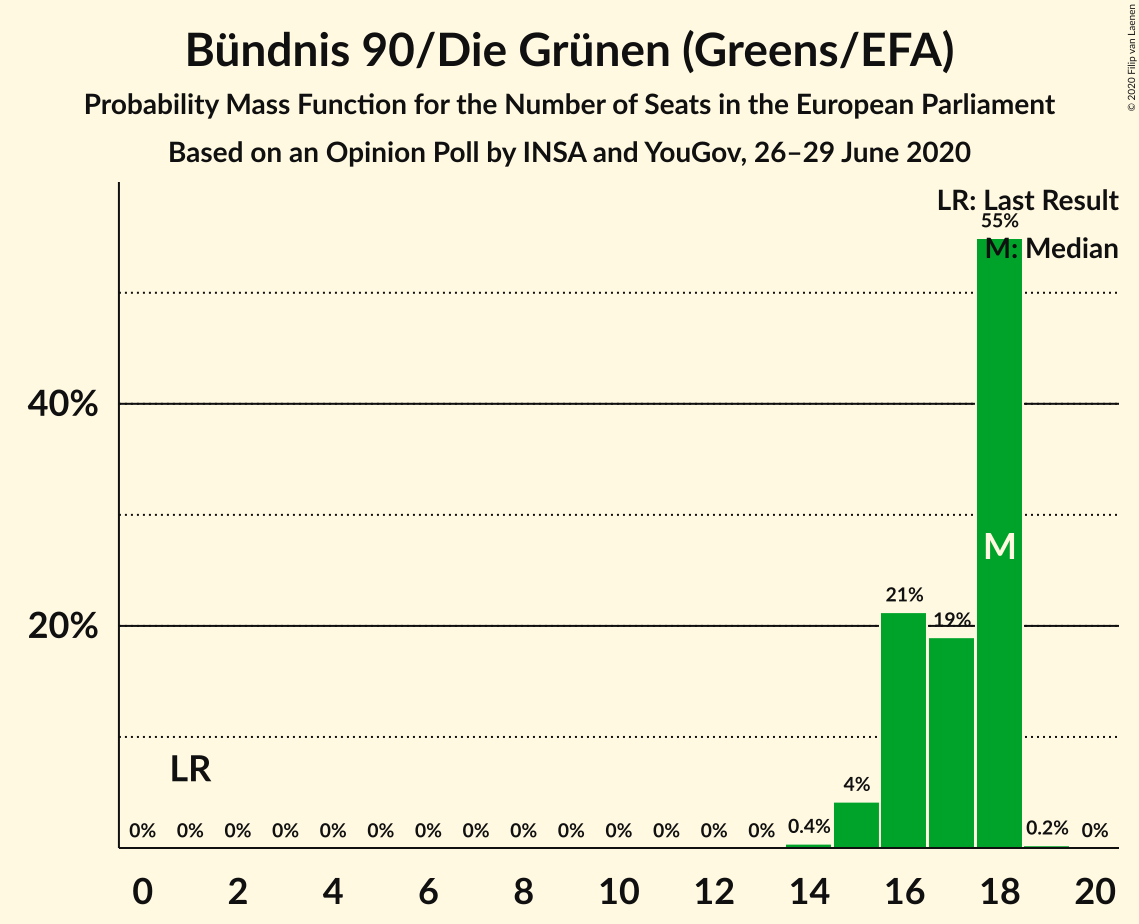 Bündnis 90/Die Grünen (Greens/EFA)
Probability Mass Function for the Number of Seats in the European Parliament
Based on an Opinion Poll by INSA and YouGov, 26–29 June 2020
© 2020 Filip van Laenen
LR: Last Result
55%
M: Median
40%
M
21%
19%
20%
LR
4%
0% 0% 0% 0% 0% 0% 0% 0% 0% 0% 0% 0% 0% 0% 0.4% 0.2% 0%
0 2 4 6 8 10 12 14 16 18 20